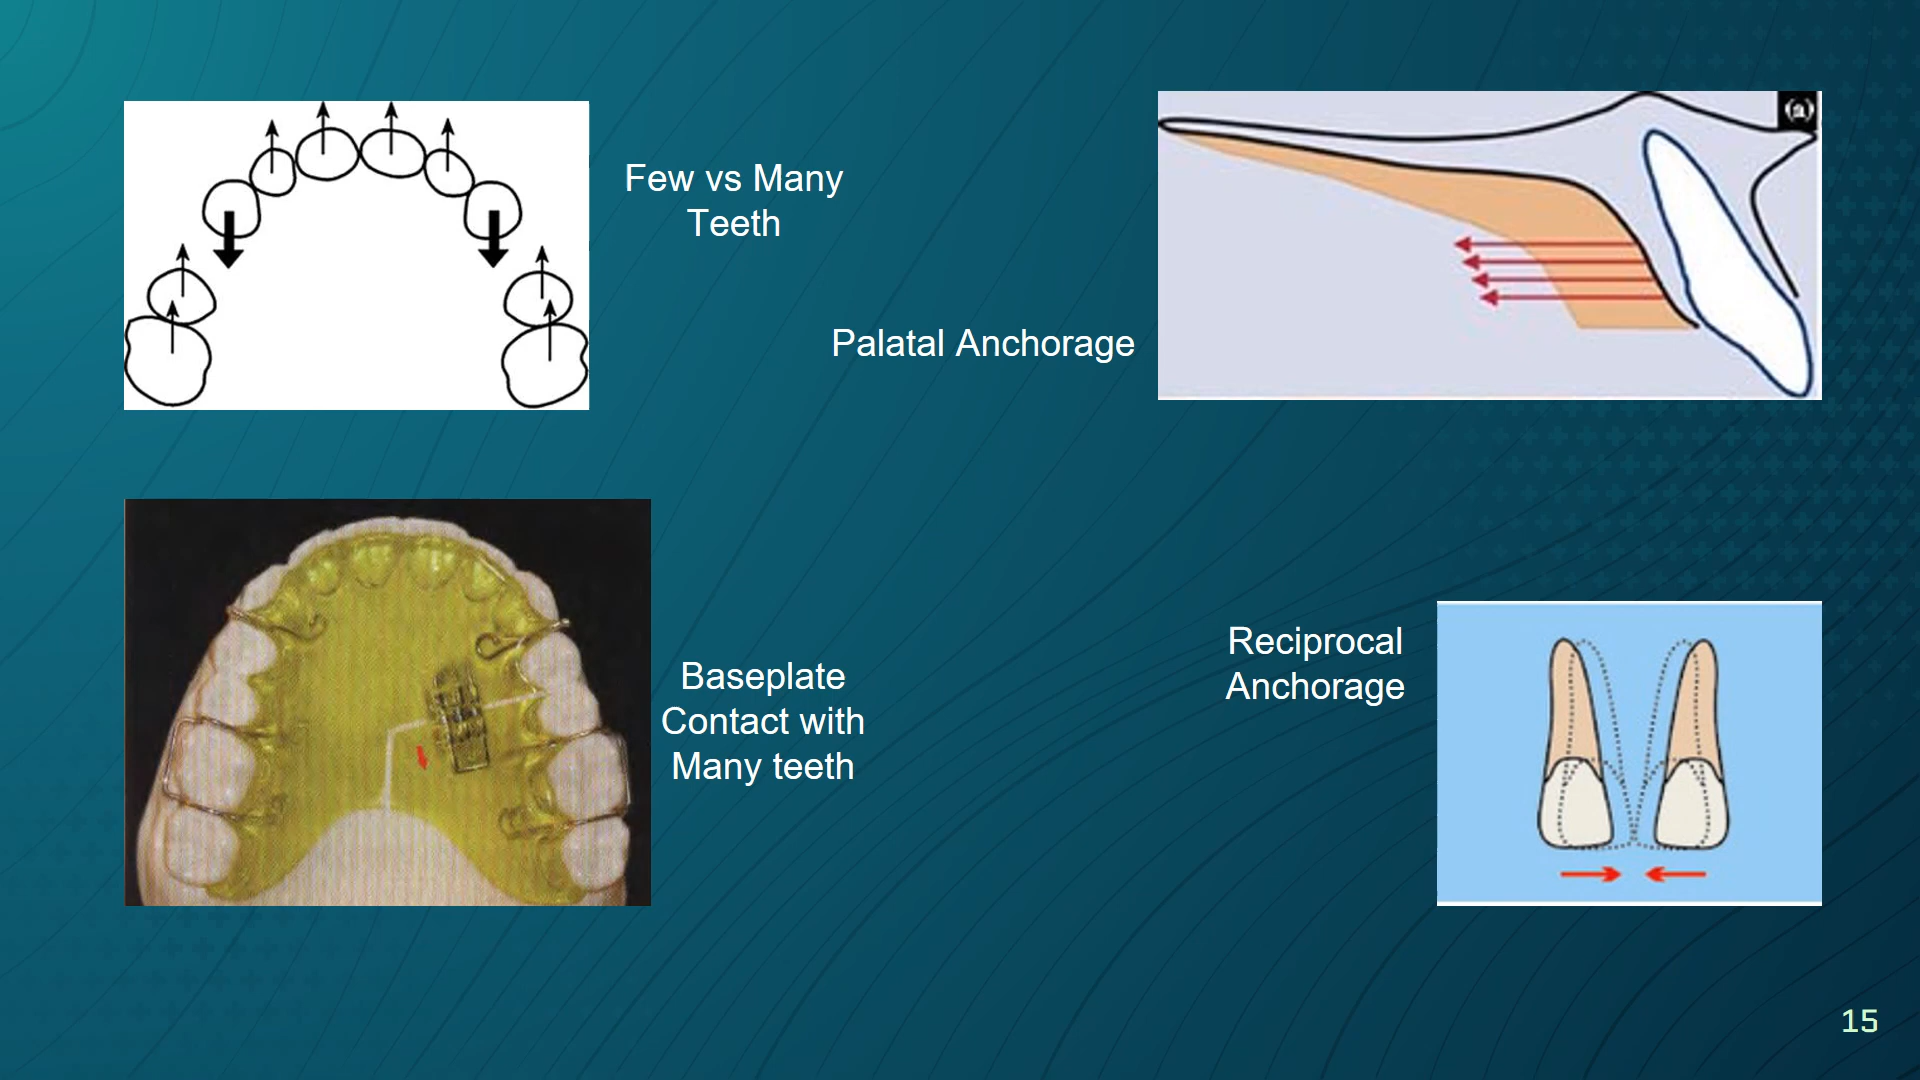 Few vs Many
Teeth
(a)
Palatal Anchorage
Baseplate
Contact with
Many teeth
Reciprocal
Anchorage
15